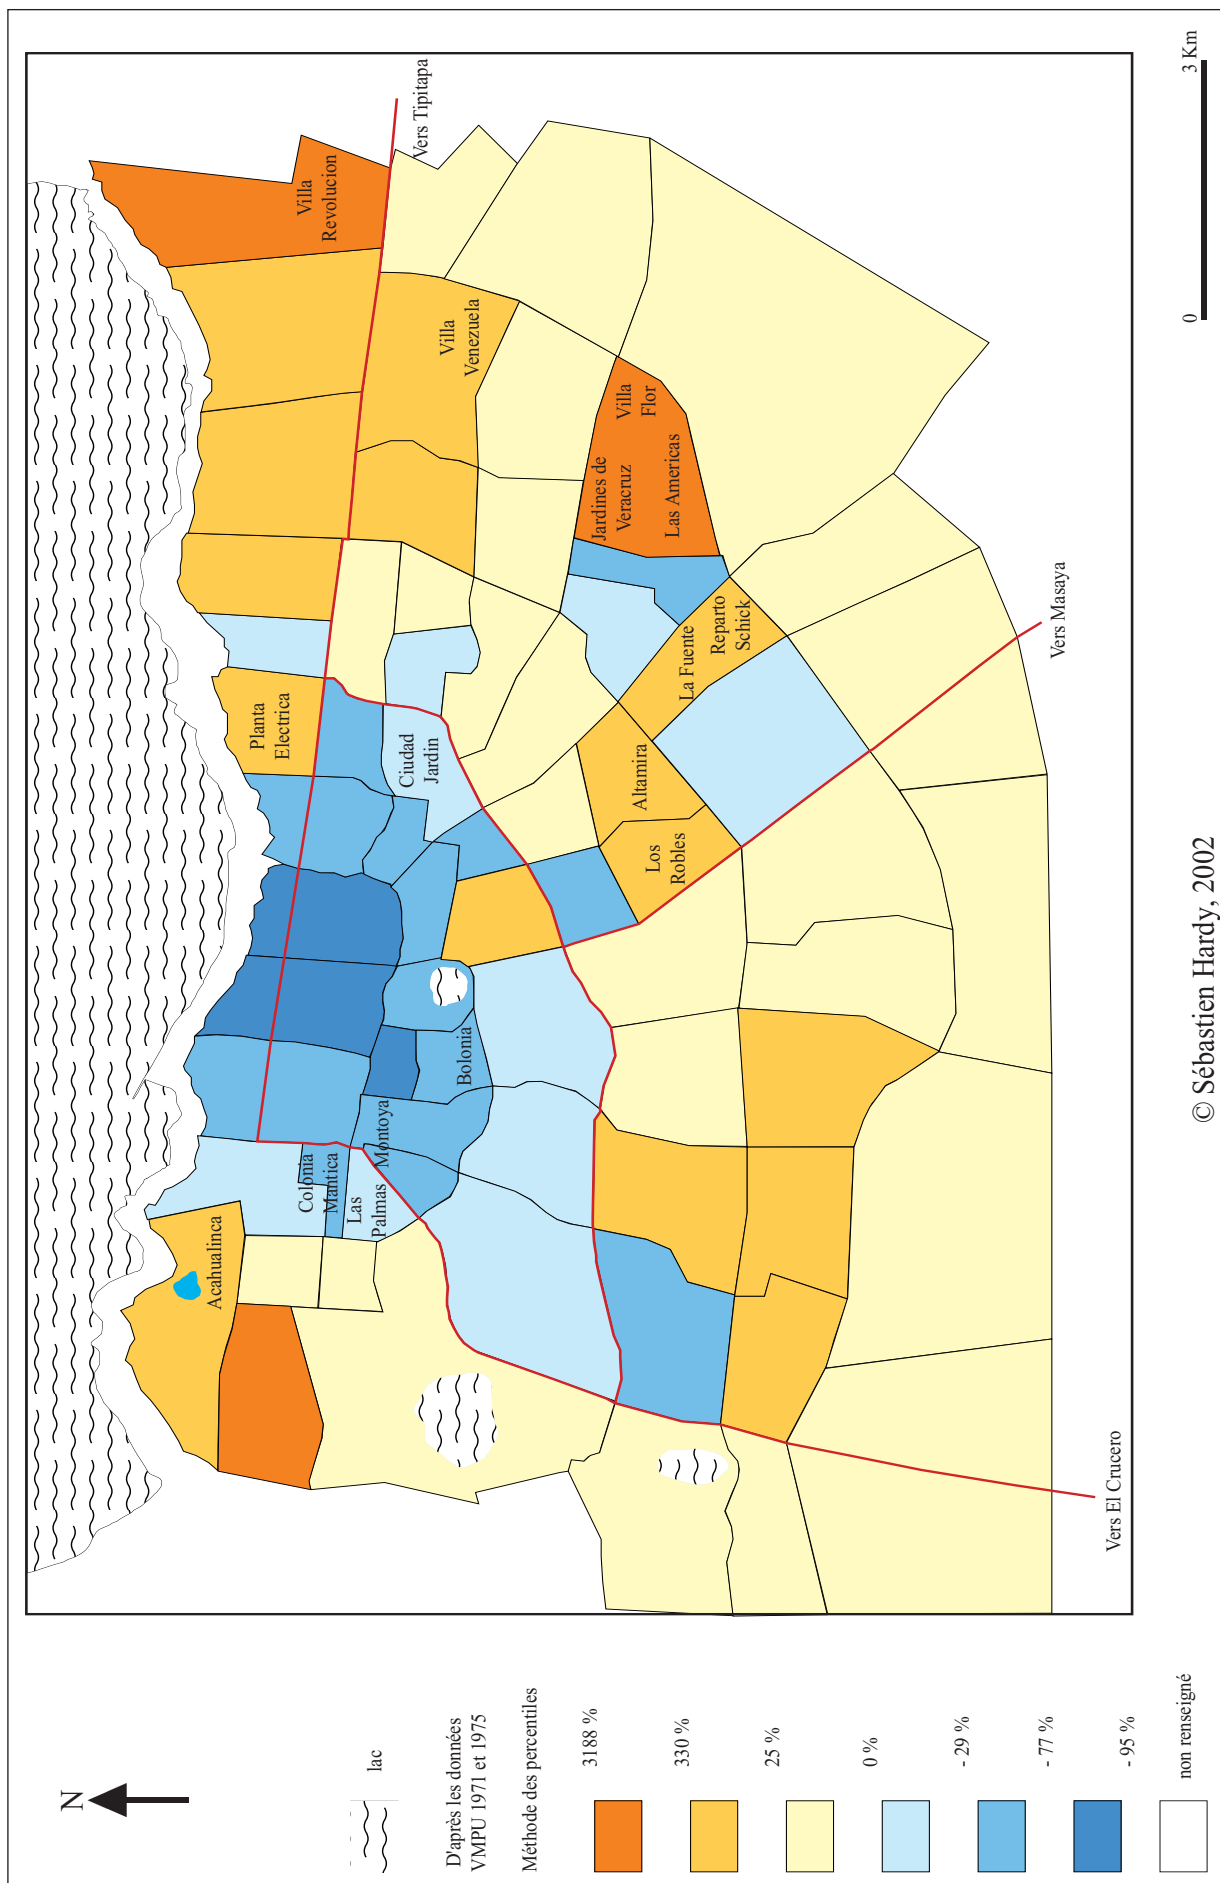 N
lac
D'après les données
VMPU 1971 et 1975
Méthode des percentiles
3188 %
330 %
25 %
0 %
- 29 %
- 77 %
- 95 %
non renseigné
Acahualinca
Colonia
Mantica
Las
Palmas
Montoya
Bolonia
Planta
Electrica
Ciudad
Jardin
Los
Robles
Altamira
La Fuente
Reparto
Schick
Jardines de
Veracruz
Las Americas
Villa
Flor
Villa
Venezuela
Villa
Revolucion
Vers Tipitapa
Vers Masaya
Vers El Crucero
0
3 Km
© Sébastien Hardy, 2002